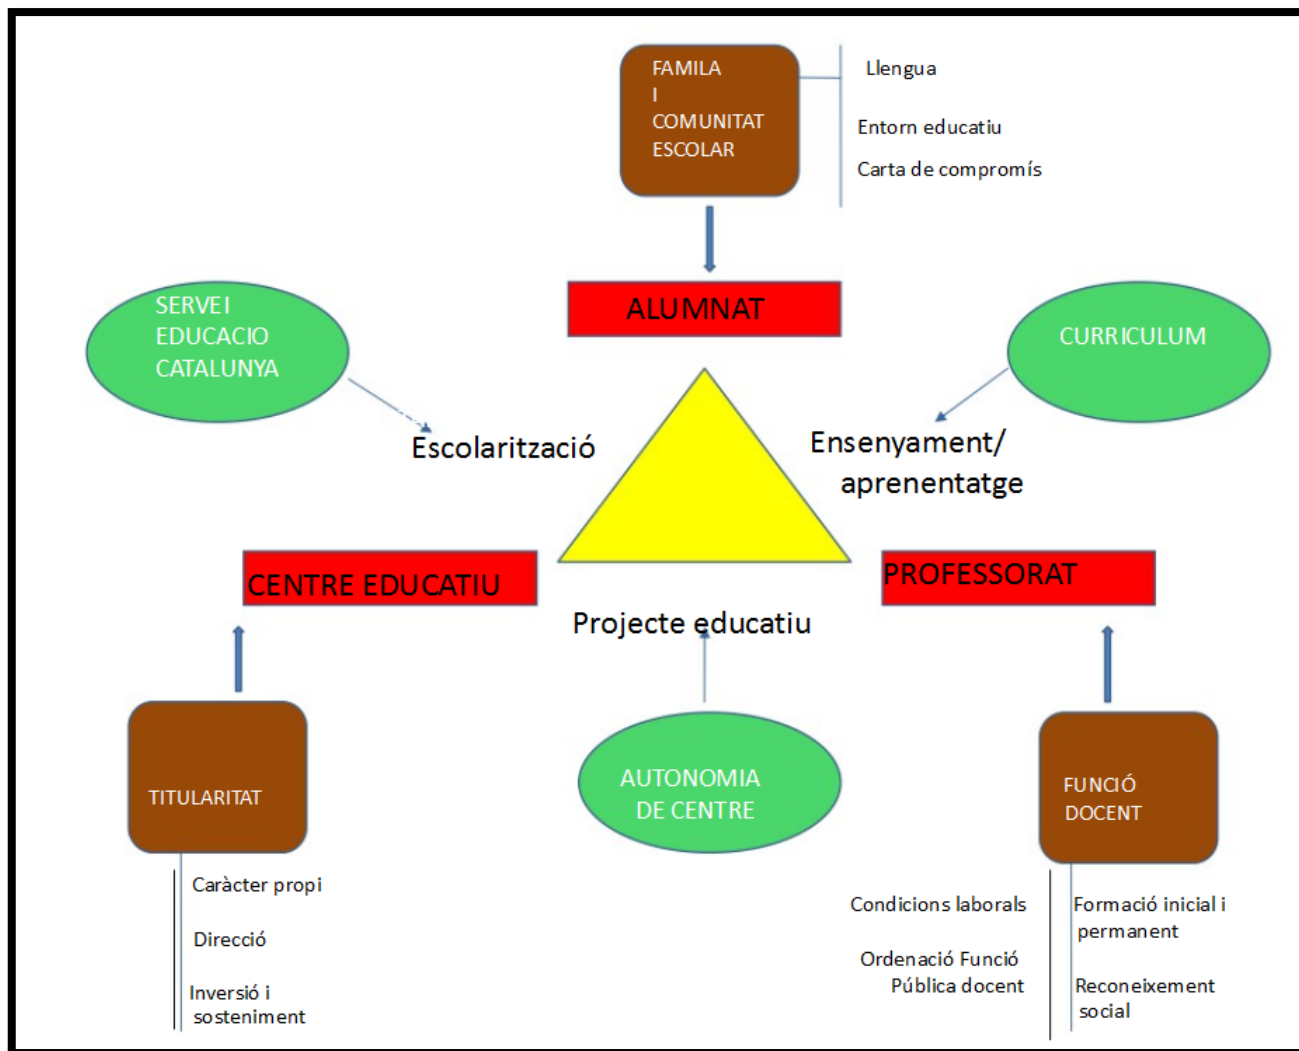 FAMILA
I
COMUNITAT
ESCOLAR
Llengua
Entorn educatiu
Carta de compromís
ALUMNAT
SERVEI
EDUCACIO
CATALUNYA
CURRICULUM
Escolarització
Ensenyament/
aprenentatge
CENTRE EDUCATIU
PROFESSORAT
Projecte educatiu
TITULARITAT
AUTONOMIA
DE CENTRE
FUNCIÓ
DOCENT
Caràcter propi
Direcció
Inversió i
sosteniment
Condicions laborals
Ordenació Funció
Pública docent
Formació inicial i
permanent
Reconeixement
social